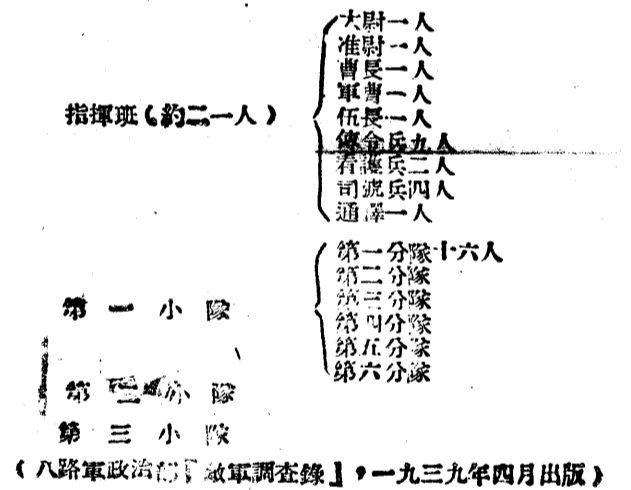 大尉一人
准尉一人
曹長一人
軍曹一人
伍長一人
指揮班(約二一人)
傳令兵九人
看護兵二人
司號兵四人
通譯一人
第一分隊十六人
第二分隊
第三分隊
第一小隊
第四分隊
第五分隊
第六分隊
第二小隊
第三小隊
(八路軍政治部「敵軍調查錄」,一九三九年四月出版)